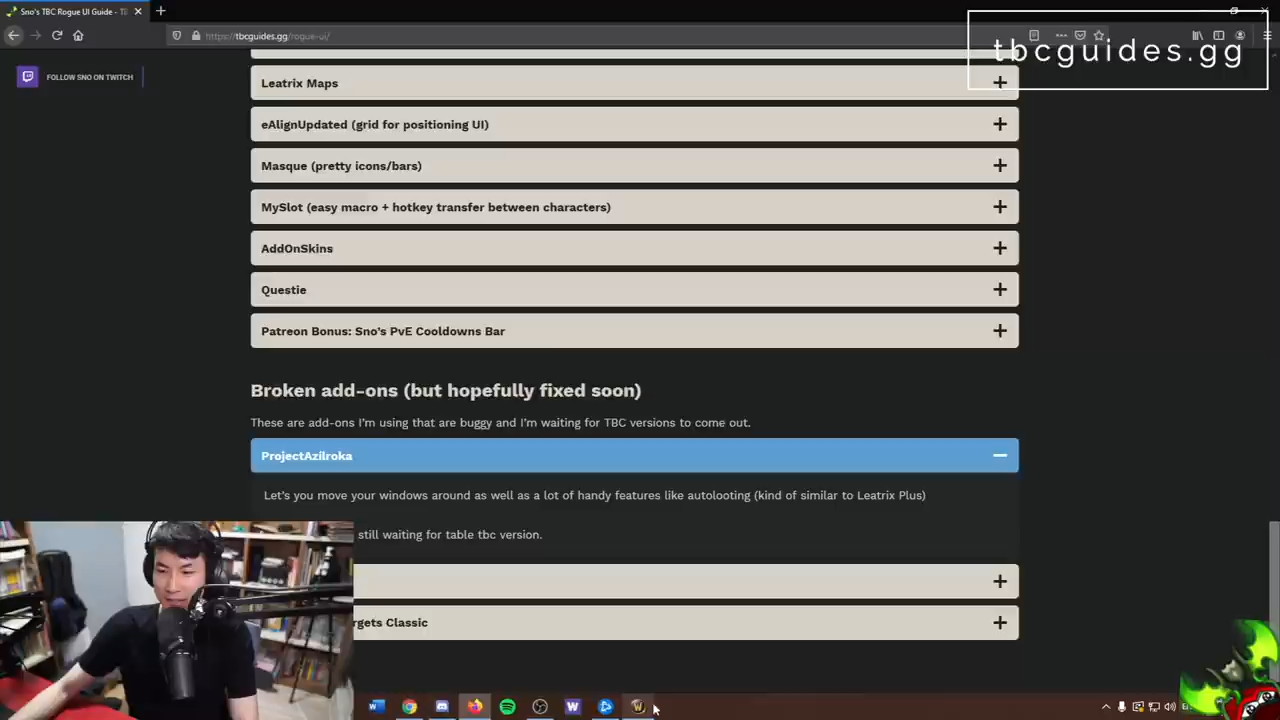 Sno's TBC Rogue UI Guide - TB
https://tbcguides.gg/rogue-ui/
tbcguides.gg
FOLLOW SNO ON TWITCH
Leatrix Maps
eAlignUpdated (grid for positioning UI)
Masque (pretty icons/bars)
MySlot (easy macro + hotkey transfer between characters)
AddOnSkins
Questie
Patreon Bonus: Sno's PvE Cooldowns Bar
Broken add-ons (but hopefully fixed soon)
These are add-ons I'm using that are buggy and I'm waiting for TBC versions to come out.
ProjectAzilroka
Let's you move your windows around as well as a lot of handy features like autolooting (kind of similar to Leatrix Plus)
still waiting for table tbc version.
rgets Classic